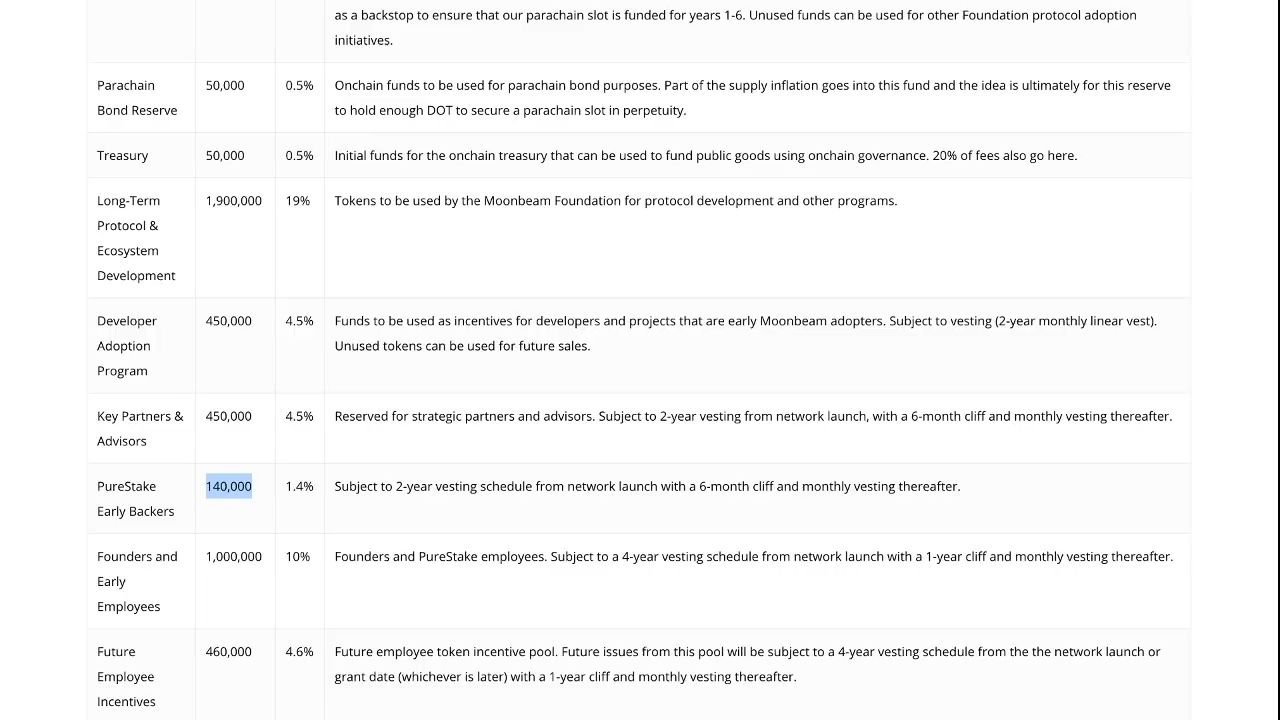 as a backstop to ensure that our parachain slot is funded for years 1-6. Unused funds can be used for other Foundation protocol adoption
initiatives.
Parachain
Bond Reserve
50,000
0.5%
Onchain funds to be used for parachain bond purposes. Part of the supply inflation goes into this fund and the idea is ultimately for this reserve
to hold enough DOT to secure a parachain slot in perpetuity.
Treasury
50,000
0.5%
Initial funds for the onchain treasury that can be used to fund public goods using onchain governance. 20% of fees also go here.
Long-Term
Protocol &
Ecosystem
Development
1,900,000
19%
Tokens to be used by the Moonbeam Foundation for protocol development and other programs.
Developer
Adoption
Program
450,000
4.5%
Funds to be used as incentives for developers and projects that are early Moonbeam adopters. Subject to vesting (2-year monthly linear vest).
Unused tokens can be used for future sales.
Key Partners &
Advisors
450,000
4.5%
Reserved for strategic partners and advisors. Subject to 2-year vesting from network launch, with a 6-month cliff and monthly vesting thereafter.
PureStake
Early Backers
140,000
1.4%
Subject to 2-year vesting schedule from network launch with a 6-month cliff and monthly vesting thereafter.
Founders and
Early
Employees
1,000,000
10%
Founders and PureStake employees. Subject to a 4-year vesting schedule from network launch with a 1-year cliff and monthly vesting thereafter.
Future
Employee
Incentives
460,000
4.6%
Future employee token incentive pool. Future issues from this pool will be subject to a 4-year vesting schedule from the the network launch or
grant date (whichever is later) with a 1-year cliff and monthly vesting thereafter.